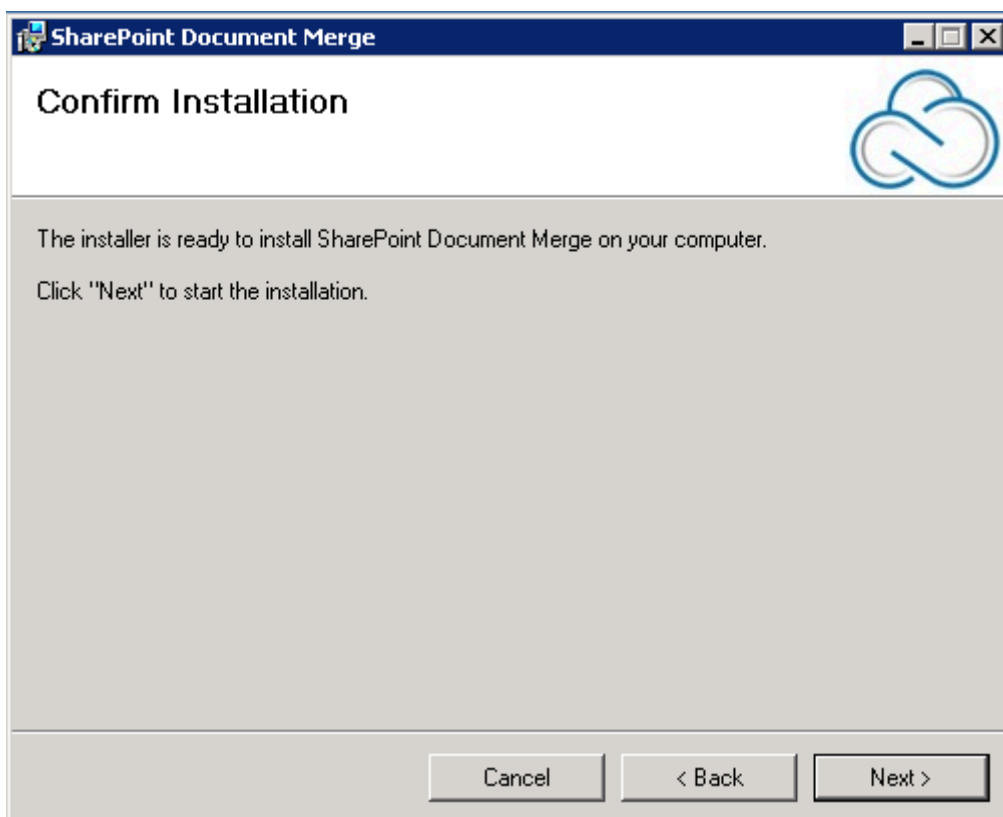 SharePoint Document Merge
Confirm Installation
The installer is ready to install SharePoint Document Merge on your computer.
Click "Next" to start the installation.
Cancel
< Back
Next >